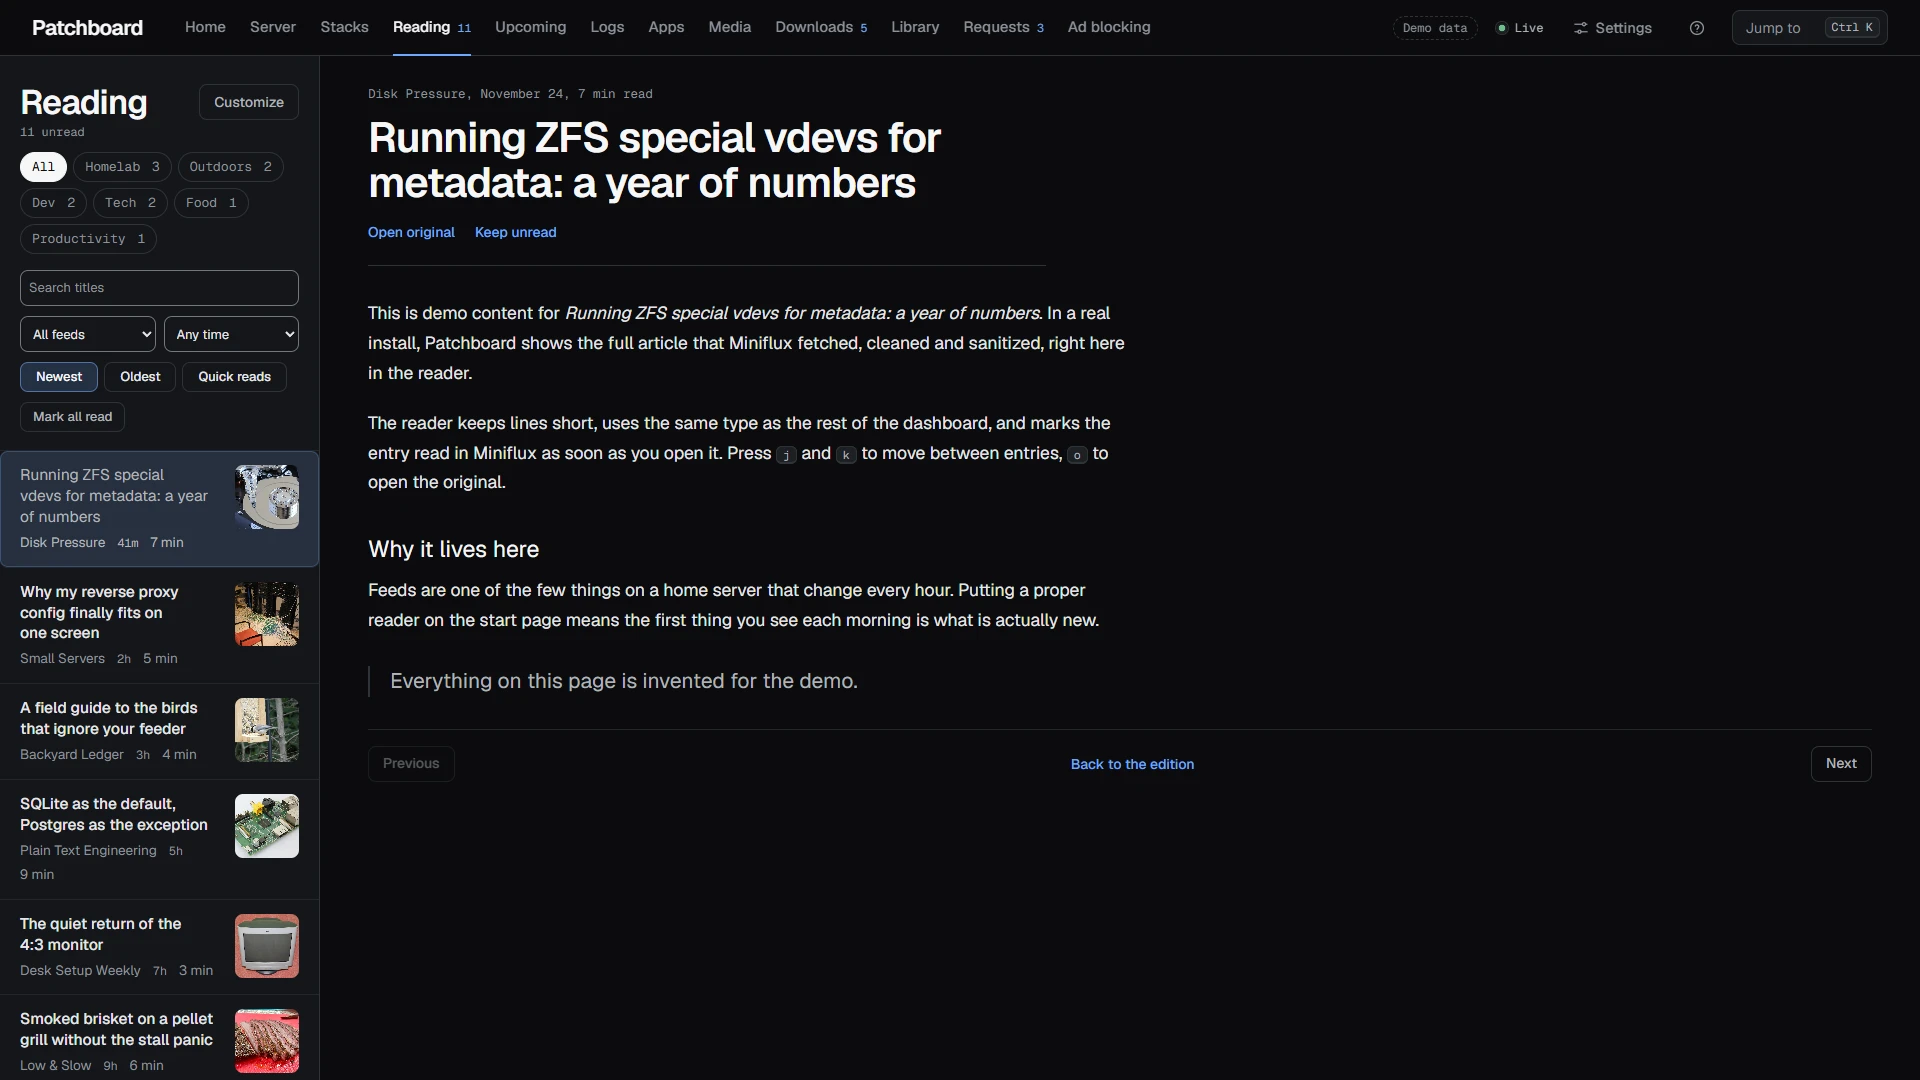 Patchboard
Home
Server
Stacks
Reading 11
Upcoming
Logs
Apps
Media
Downloads 5
Library
Requests 3
Ad blocking
Demo data
Live
Settings
Jump to
Ctrl K
Reading
Customize
11 unread
All
Homelab 3
Outdoors 2
Dev 2
Tech 2
Food 1
Productivity 1
Search titles
All feeds
Any time
Newest
Oldest
Quick reads
Mark all read
Running ZFS special
vdevs for metadata: a year
of numbers
Disk Pressure 41m 7 min
Why my reverse proxy
config finally fits on
one screen
Small Servers 2h 5 min
A field guide to the birds
that ignore your feeder
Backyard Ledger 3h 4 min
SQLite as the default,
Postgres as the exception
Plain Text Engineering 5h
9 min
The quiet return of the
4:3 monitor
Desk Setup Weekly 7h 3 min
Smoked brisket on a pellet
grill without the stall panic
Low & Slow 9h 6 min
Disk Pressure, November 24, 7 min read
Running ZFS special vdevs for
metadata: a year of numbers
Open original
Keep unread
This is demo content for Running ZFS special vdevs for metadata: a year of numbers. In a real
install, Patchboard shows the full article that Miniflux fetched, cleaned and sanitized, right here
in the reader.
The reader keeps lines short, uses the same type as the rest of the dashboard, and marks the
entry read in Miniflux as soon as you open it. Press j and k to move between entries, o to
open the original.
Why it lives here
Feeds are one of the few things on a home server that change every hour. Putting a proper
reader on the start page means the first thing you see each morning is what is actually new.
Everything on this page is invented for the demo.
Previous
Back to the edition
Next